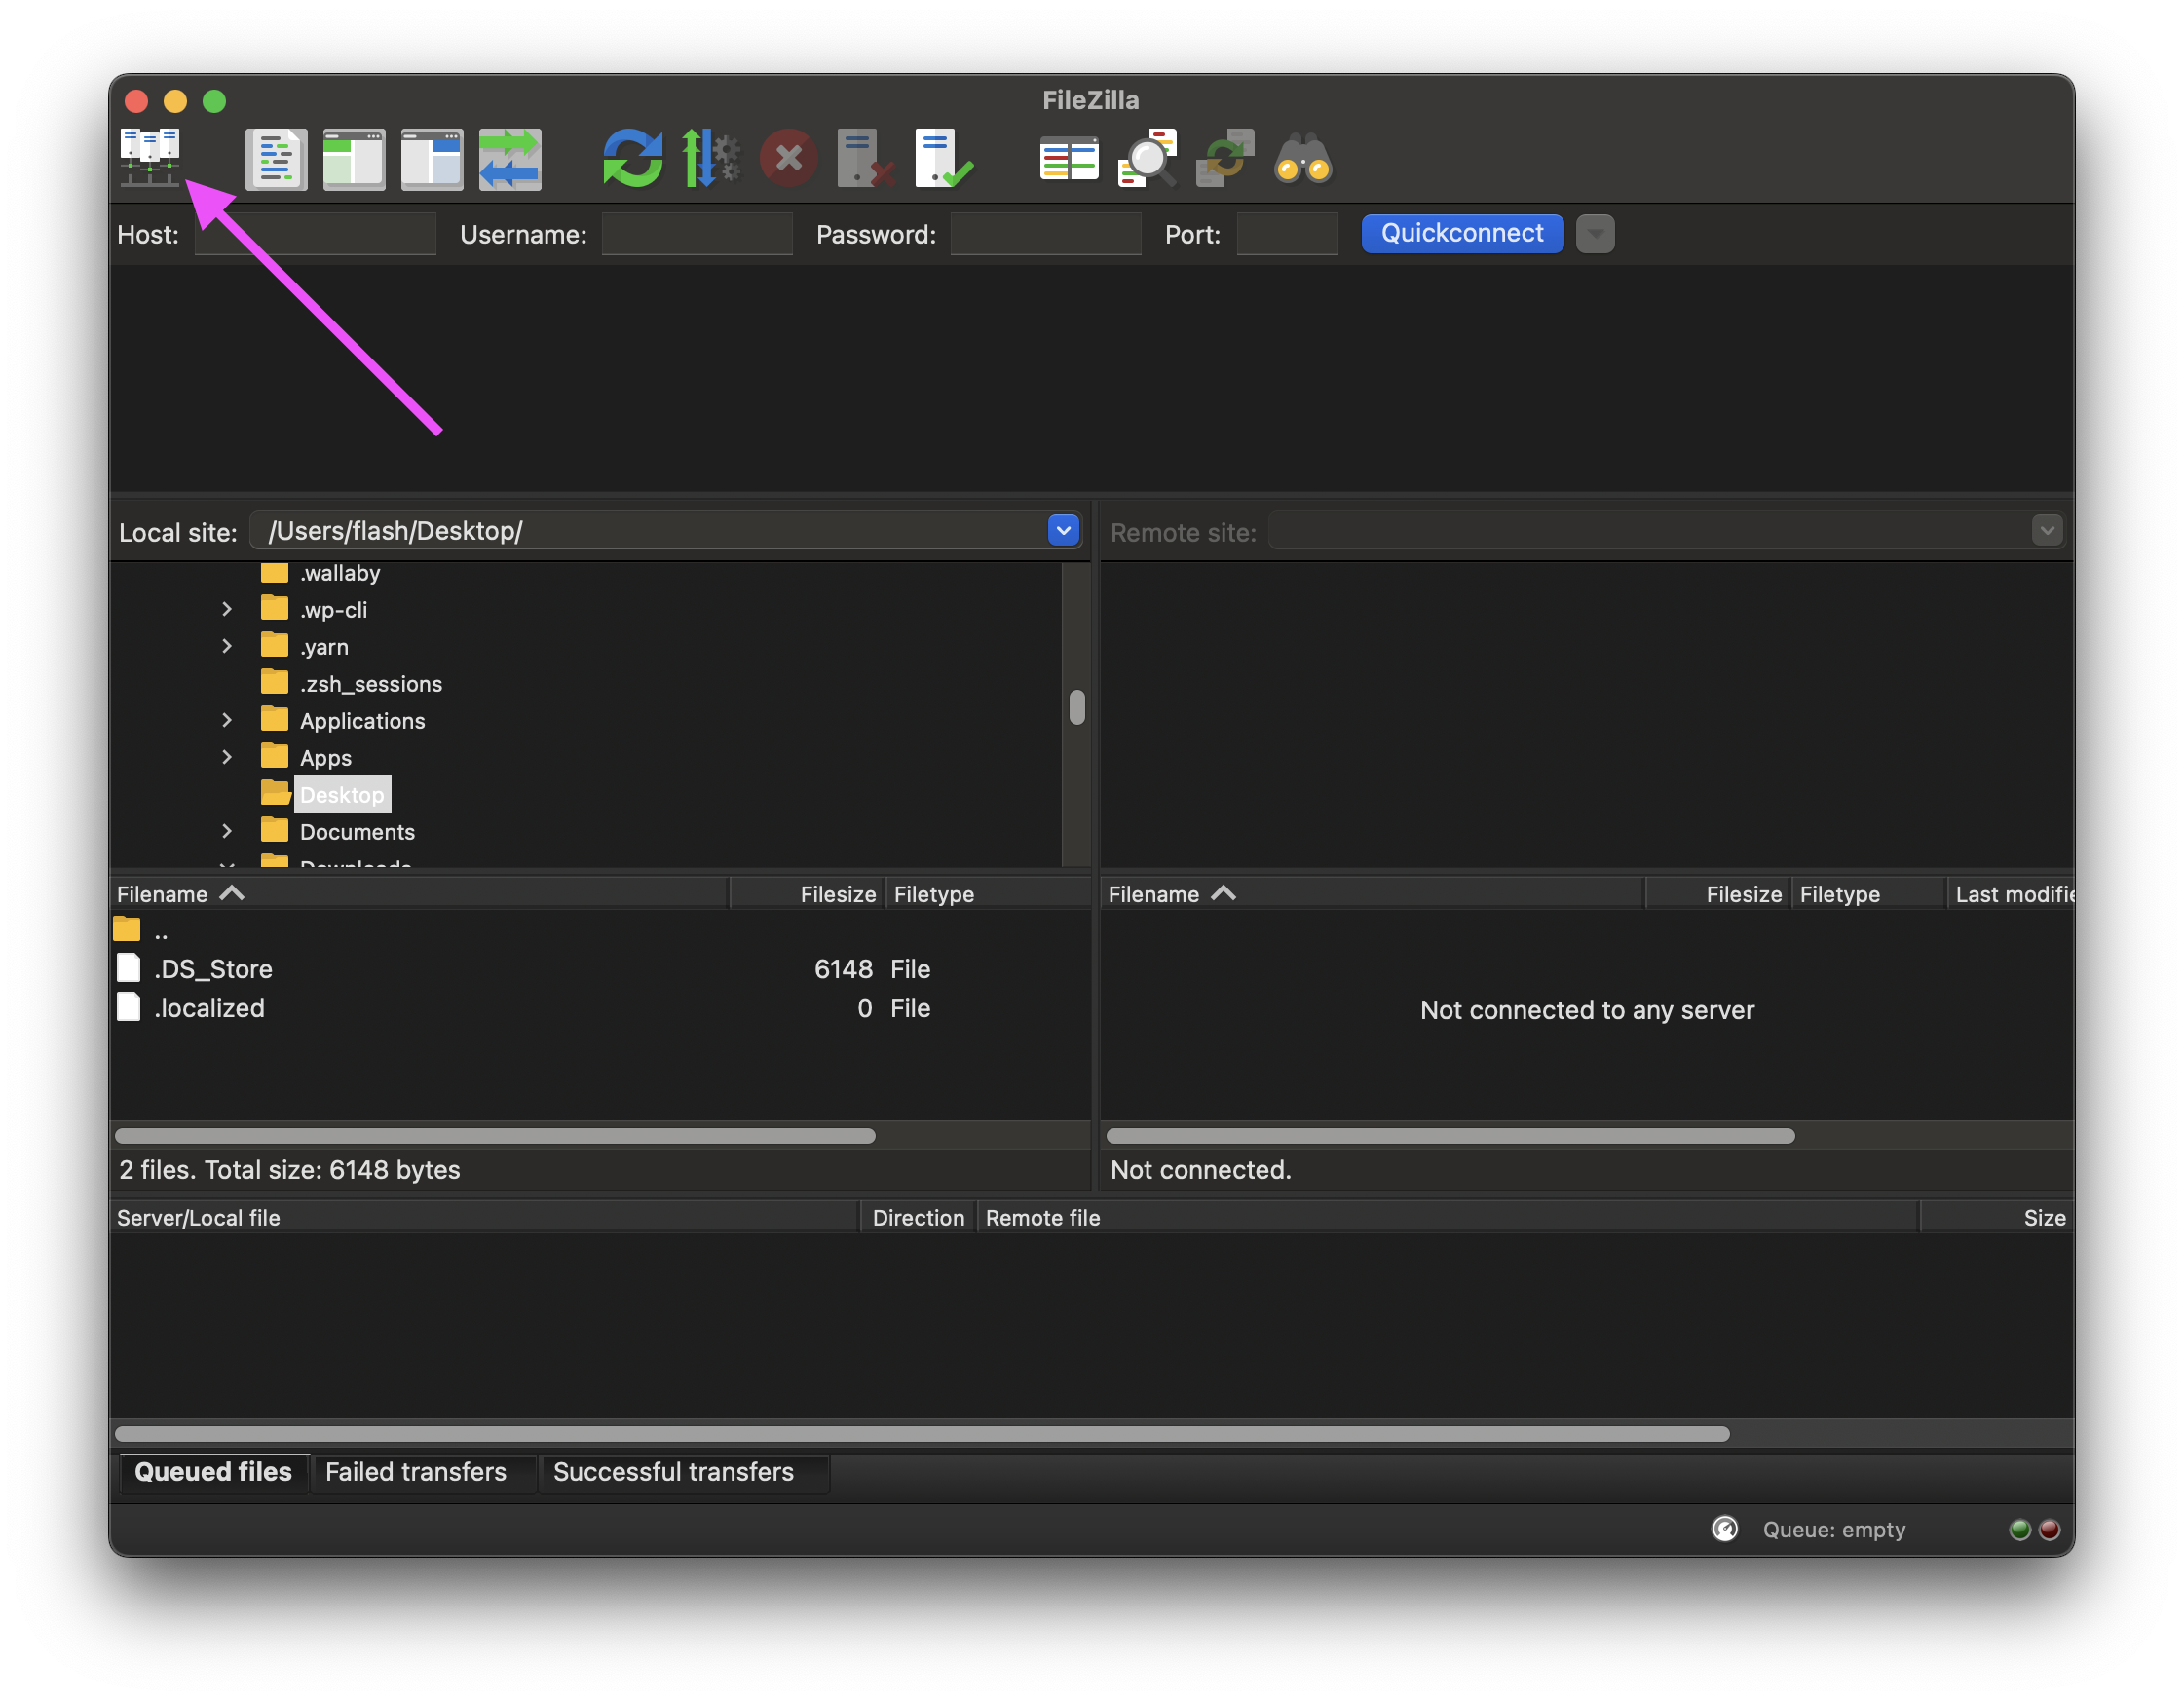 FileZilla
Host: Username: Password: Port: Quickconnect
Local site: /Users/flash/Desktop/
Remote site:
.wallaby
.wp-cli
.yarn
.zsh_sessions
Applications
Apps
Desktop
Documents
Downloads
Filename Filesize Filetype
..
.DS_Store 6148 File
.localized 0 File
2 files. Total size: 6148 bytes
Filename Filesize Filetype Last modifie
Not connected to any server
Not connected.
Server/Local file Direction Remote file Size
Queued files Failed transfers Successful transfers
Queue: empty